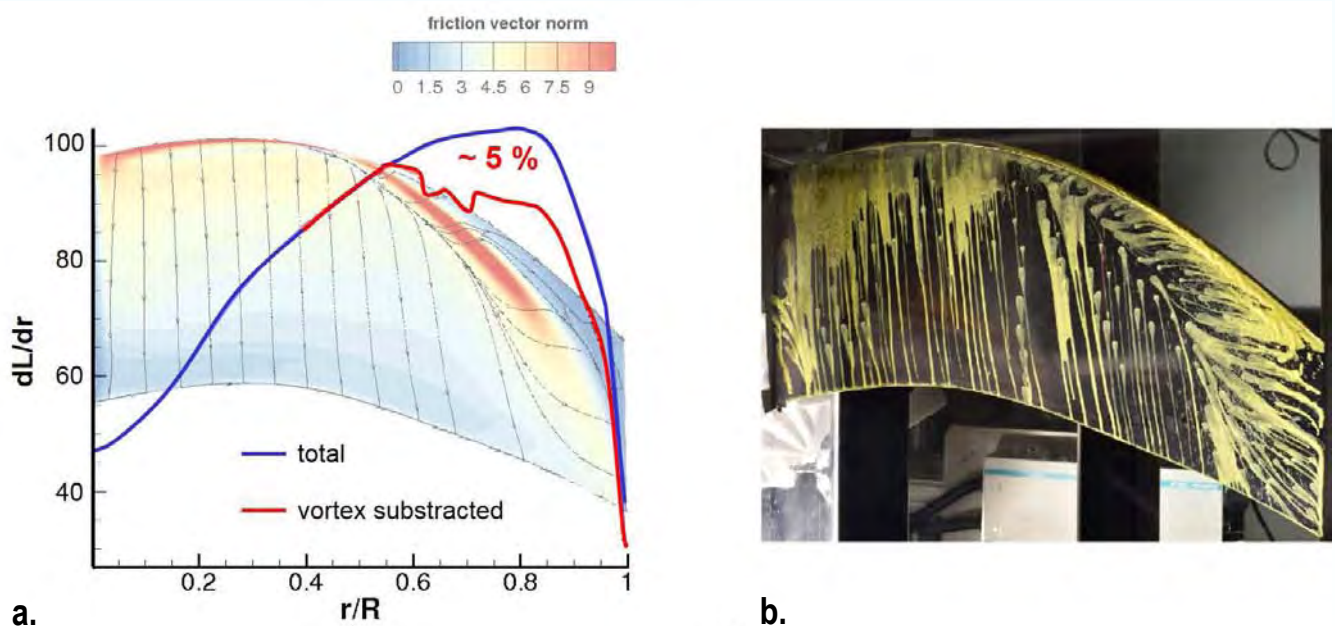 friction vector norm
0 1.5 3 4.5 6 7.5 9
100
80
60
40
dL/dr
~ 5 %
total
vortex substracted
0.2 0.4 0.6 0.8 1
r/R
a.
b.